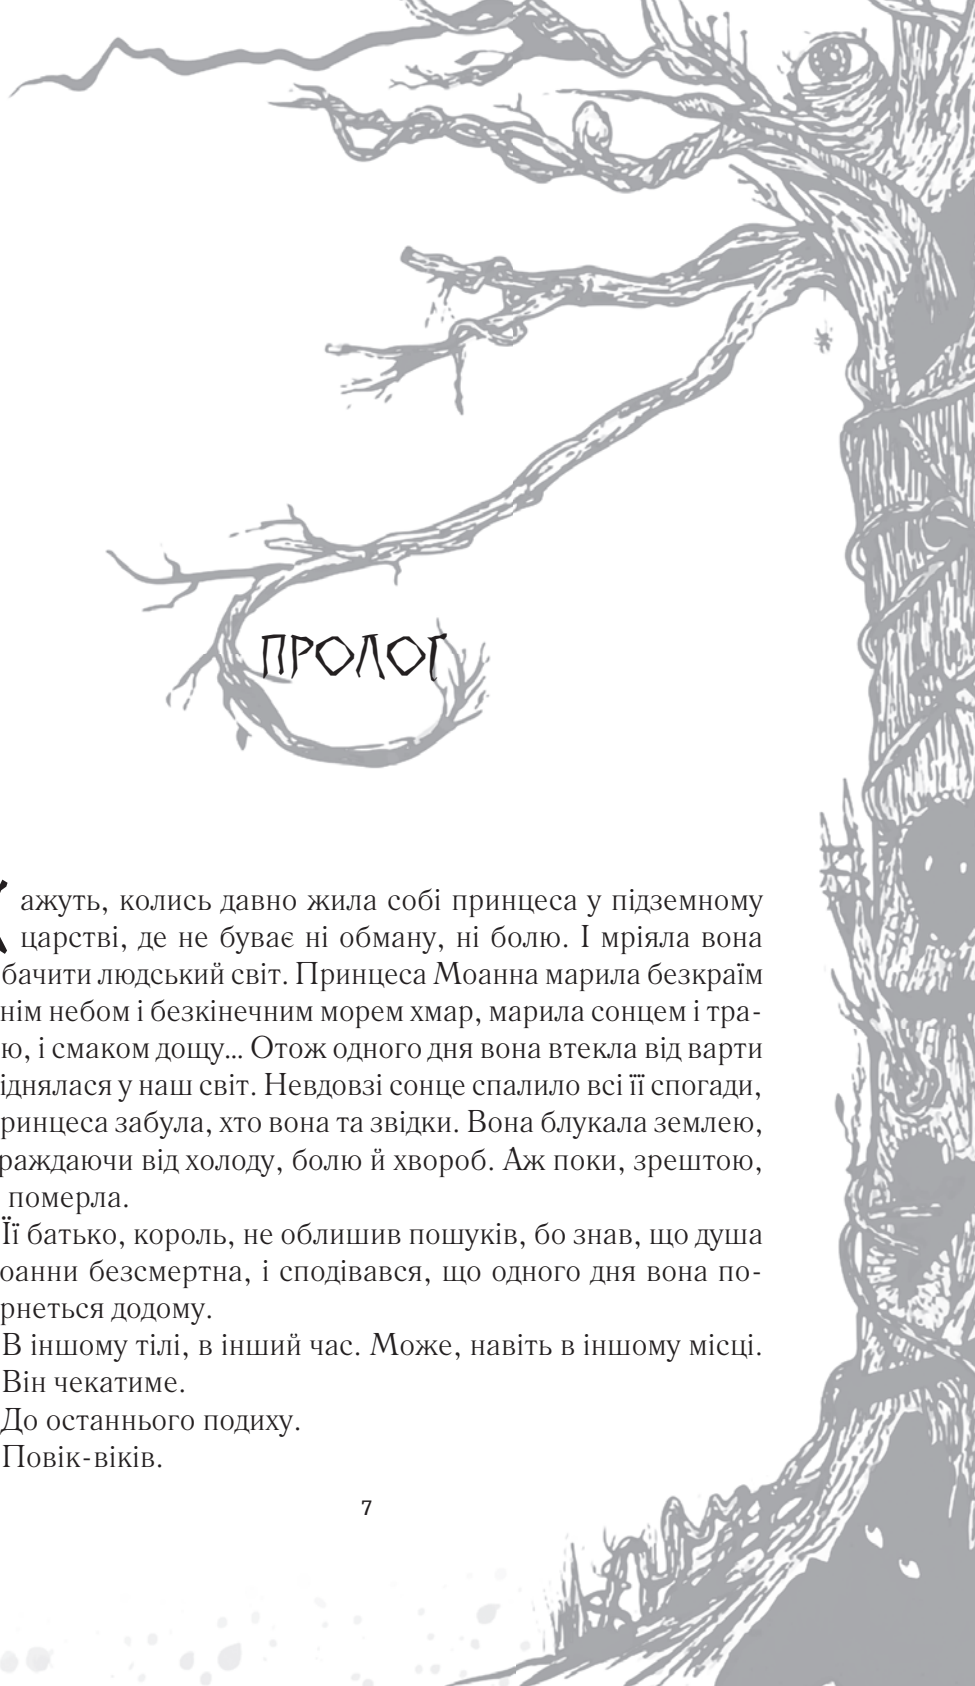 ПРОЛОГ
ажуть, колись давно жила собі принцеса у підземному
царстві, де не буває ні обману, ні болю. І мріяла вона
бачити людський світ. Принцеса Моанна марила безкраїм
нім небом і безкінечним морем хмар, марила сонцем і тра-
ю, і смаком дощу... Отож одного дня вона втекла від варти
іднялася у наш світ. Невдовзі сонце спалило всі її спогади,
ринцеса забула, хто вона та звідки. Вона блукала землею,
раждаючи від холоду, болю й хвороб. Аж поки, зрештою,
померла.
Її батько, король, не облишив пошуків, бо знав, що душа
оанни безсмертна, і сподівався, що одного дня вона по-
рнеться додому.
В іншому тілі, в інший час. Може, навіть в іншому місці.
Він чекатиме.
До останнього подиху.
Повік-віків.
7